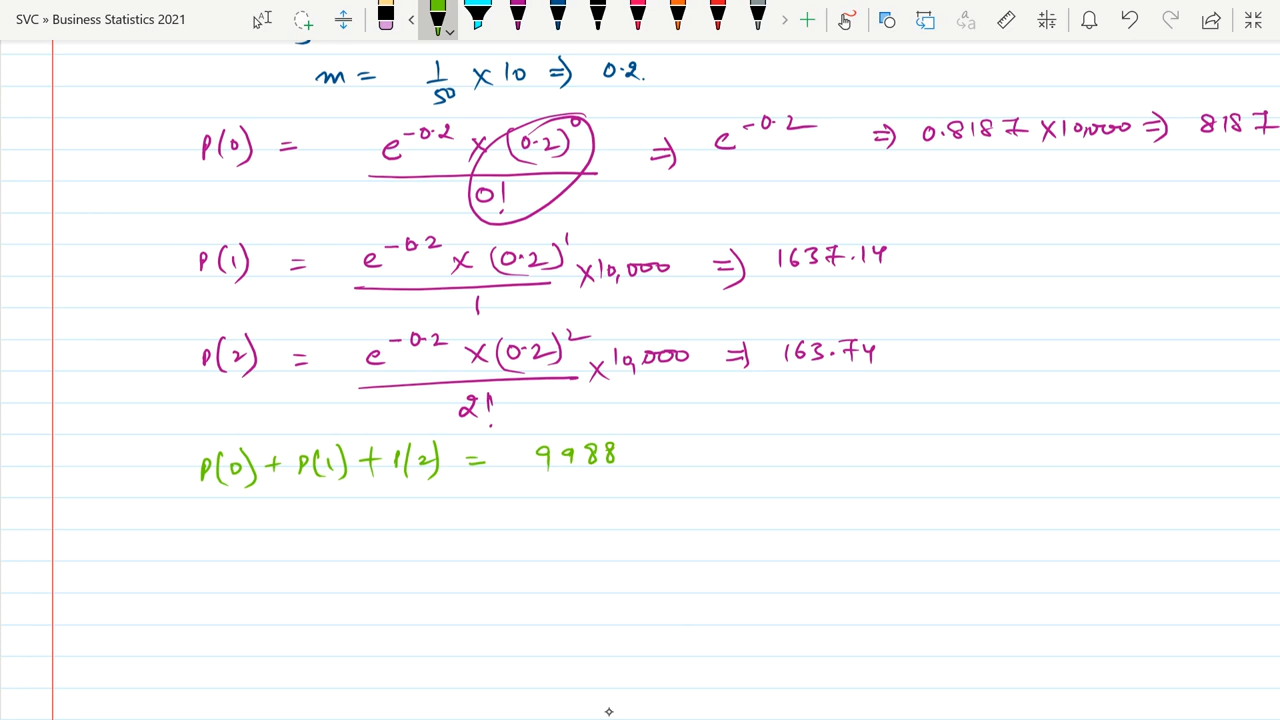 SVC » Business Statistics 2021
m = 1/50 × 10 ⇒ 0.2.
P(0) = e^-0.2 × (0.2)^0 / 0! ⇒ e^-0.2 ⇒ 0.8187 ×10,000 ⇒ 8187
P(1) = e^-0.2 × (0.2)^1 / 1 ×10,000 ⇒ 1637.14
P(2) = e^-0.2 × (0.2)^2 / 2! ×10,000 ⇒ 163.74
P(0) + P(1) + P(2) = 9988